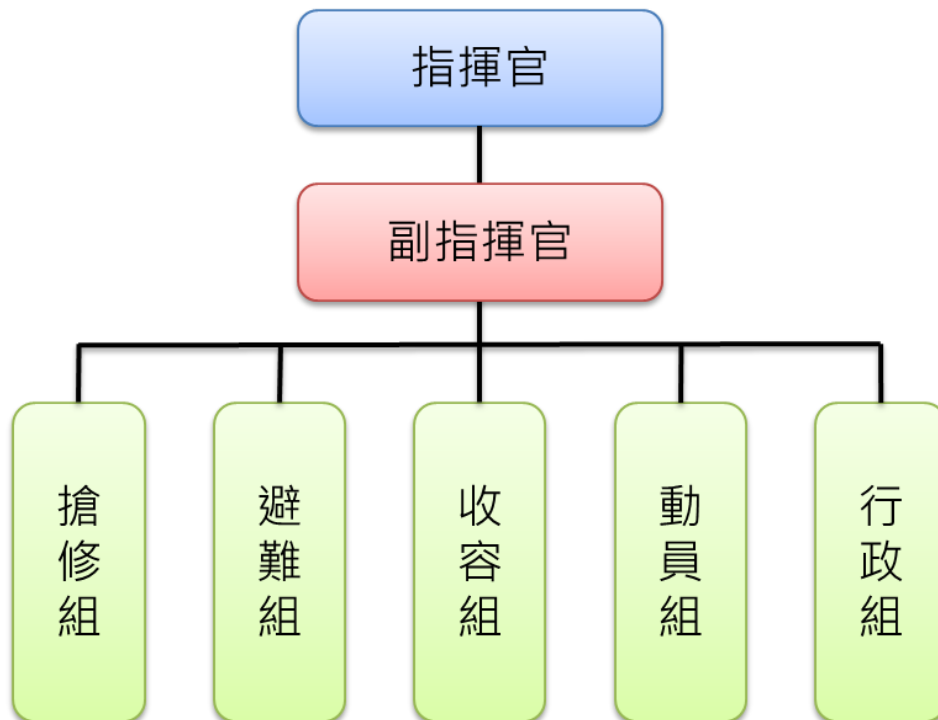 指揮官
副指揮官
搶修組
避難組
收容組
動員組
行政組